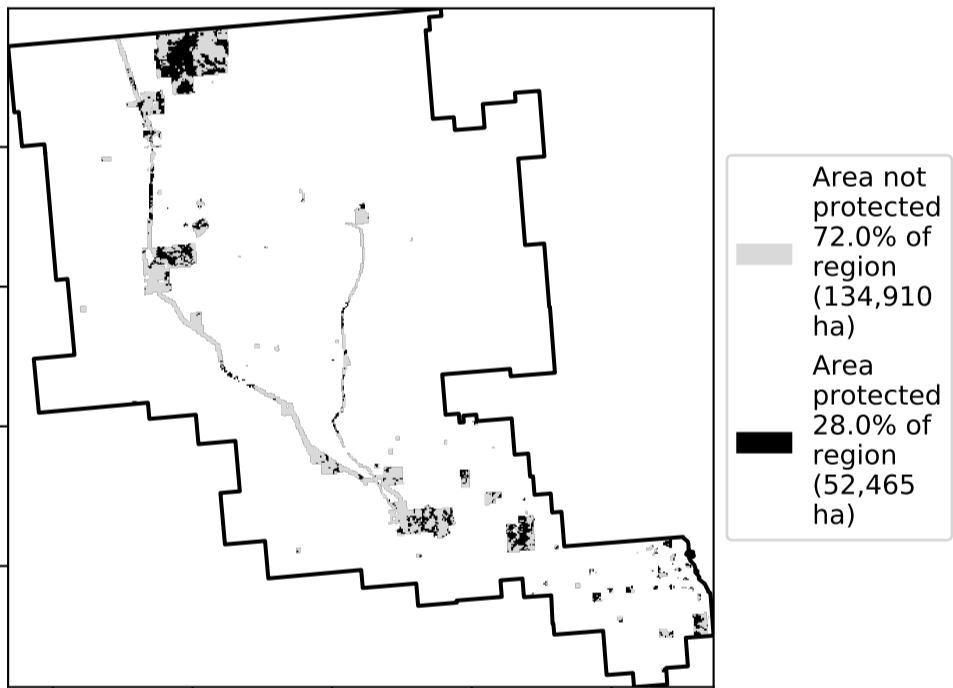 Area not
protected
72.0% of
region
(134,910
ha)
Area
protected
28.0% of
region
(52,465
ha)